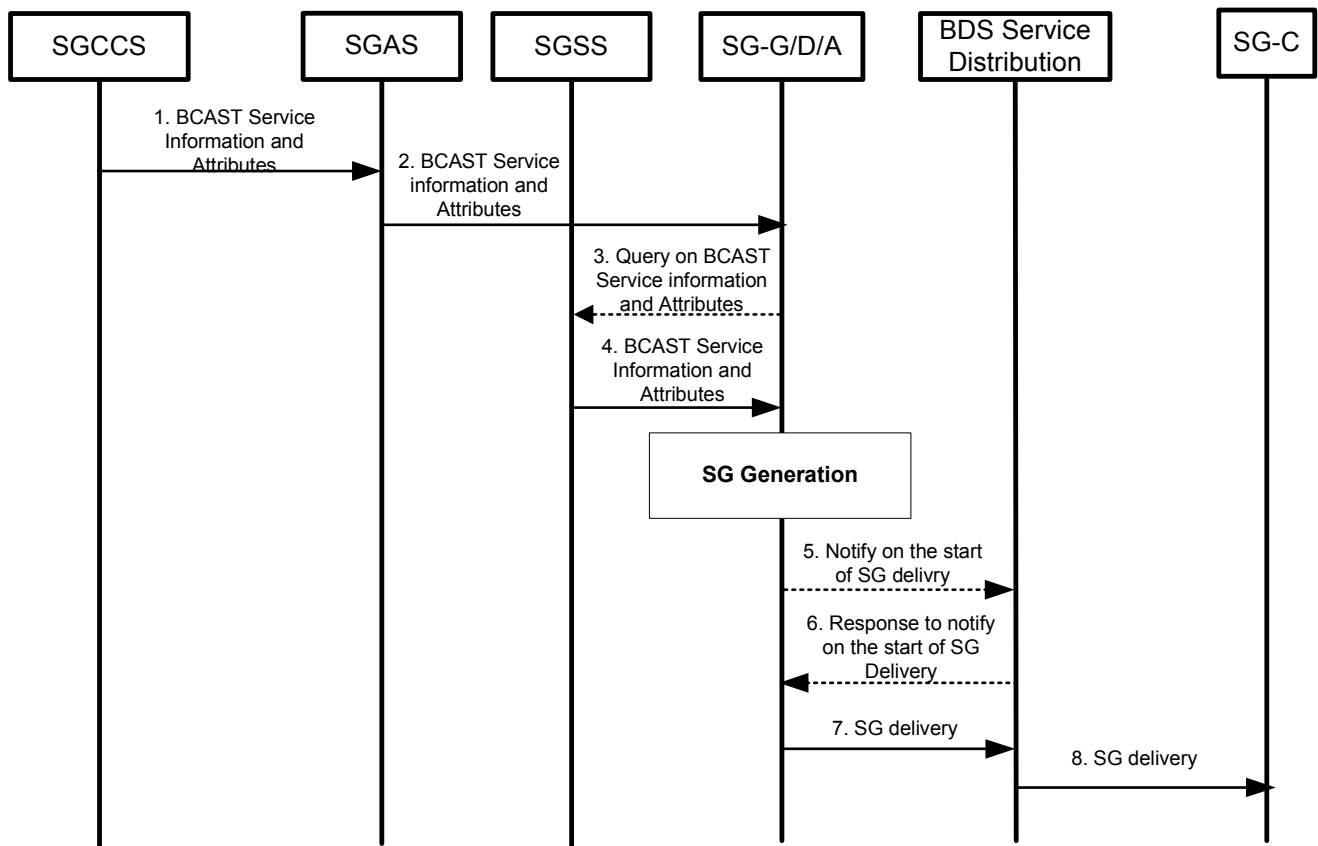 SGCCS
SGAS
SGSS
SG-G/D/A
BDS Service
Distribution
SG-C
1. BCAST Service
Information and
Attributes
2. BCAST Service
information and
Attributes
3. Query on BCAST
Service information
and Attributes
4. BCAST Service
Information and
Attributes
SG Generation
5. Notify on the start
of SG delivry
6. Response to notify
on the start of SG
Delivery
7. SG delivery
8. SG delivery